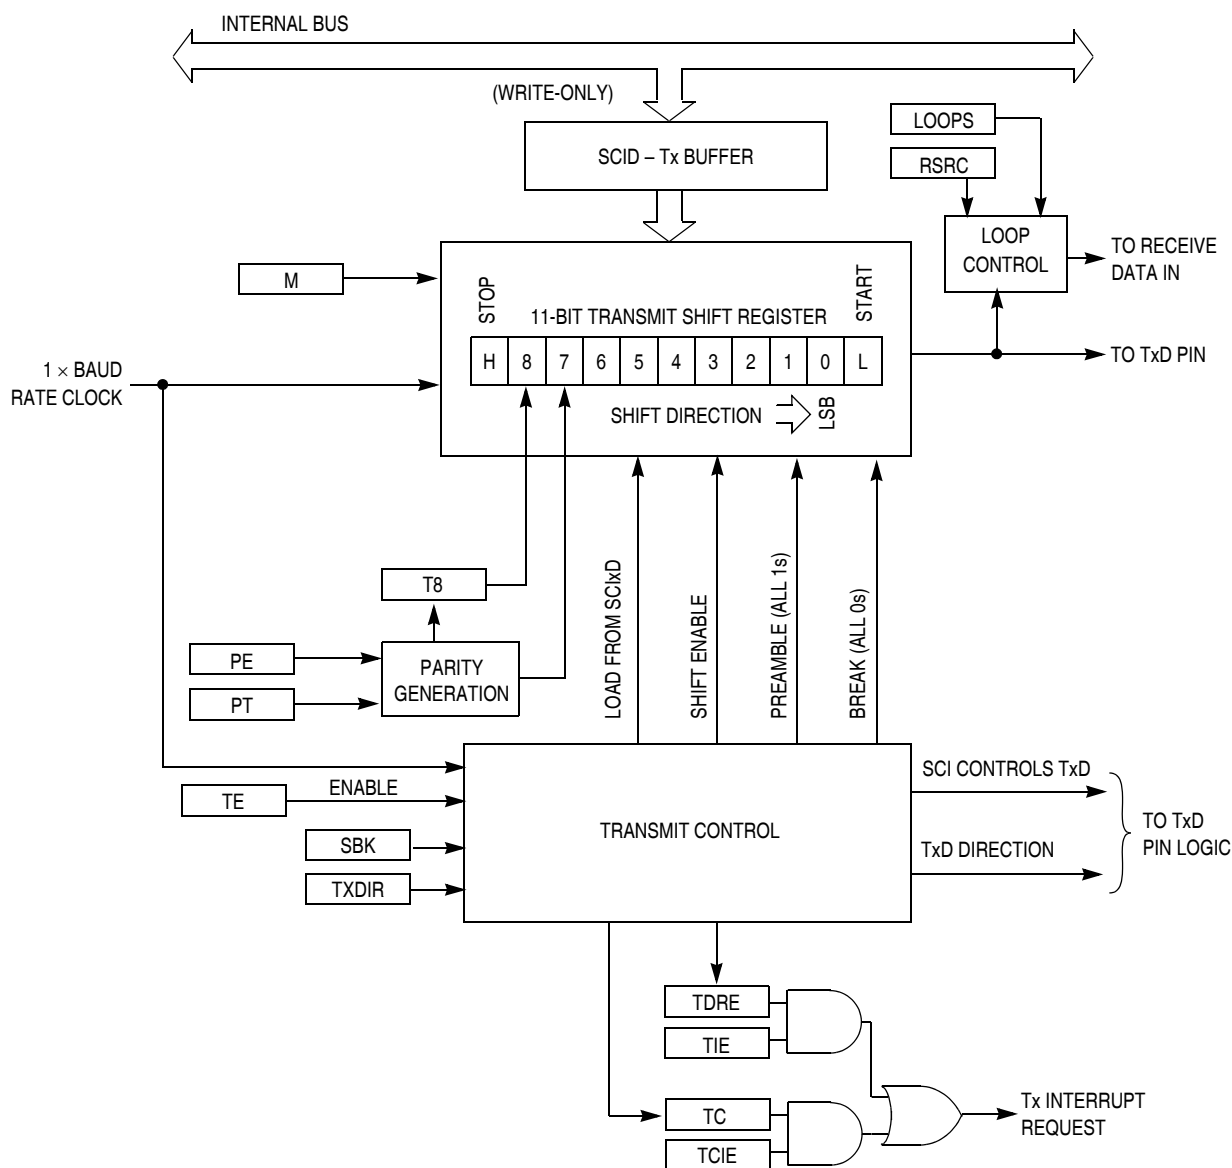 INTERNAL BUS
(WRITE-ONLY)
SCID – Tx BUFFER
LOOPS
RSRC
LOOP
CONTROL
TO RECEIVE
DATA IN
M
STOP
START
11-BIT TRANSMIT SHIFT REGISTER
H 8 7 6 5 4 3 2 1 0 L
1 × BAUD
RATE CLOCK
TO TxD PIN
SHIFT DIRECTION
LSB
T8
PE
PT
PARITY
GENERATION
LOAD FROM SCIxD
SHIFT ENABLE
PREAMBLE (ALL 1s)
BREAK (ALL 0s)
TE
ENABLE
SBK
TXDIR
TRANSMIT CONTROL
SCI CONTROLS TxD
TxD DIRECTION
TO TxD
PIN LOGIC
TDRE
TIE
TC
TCIE
Tx INTERRUPT
REQUEST